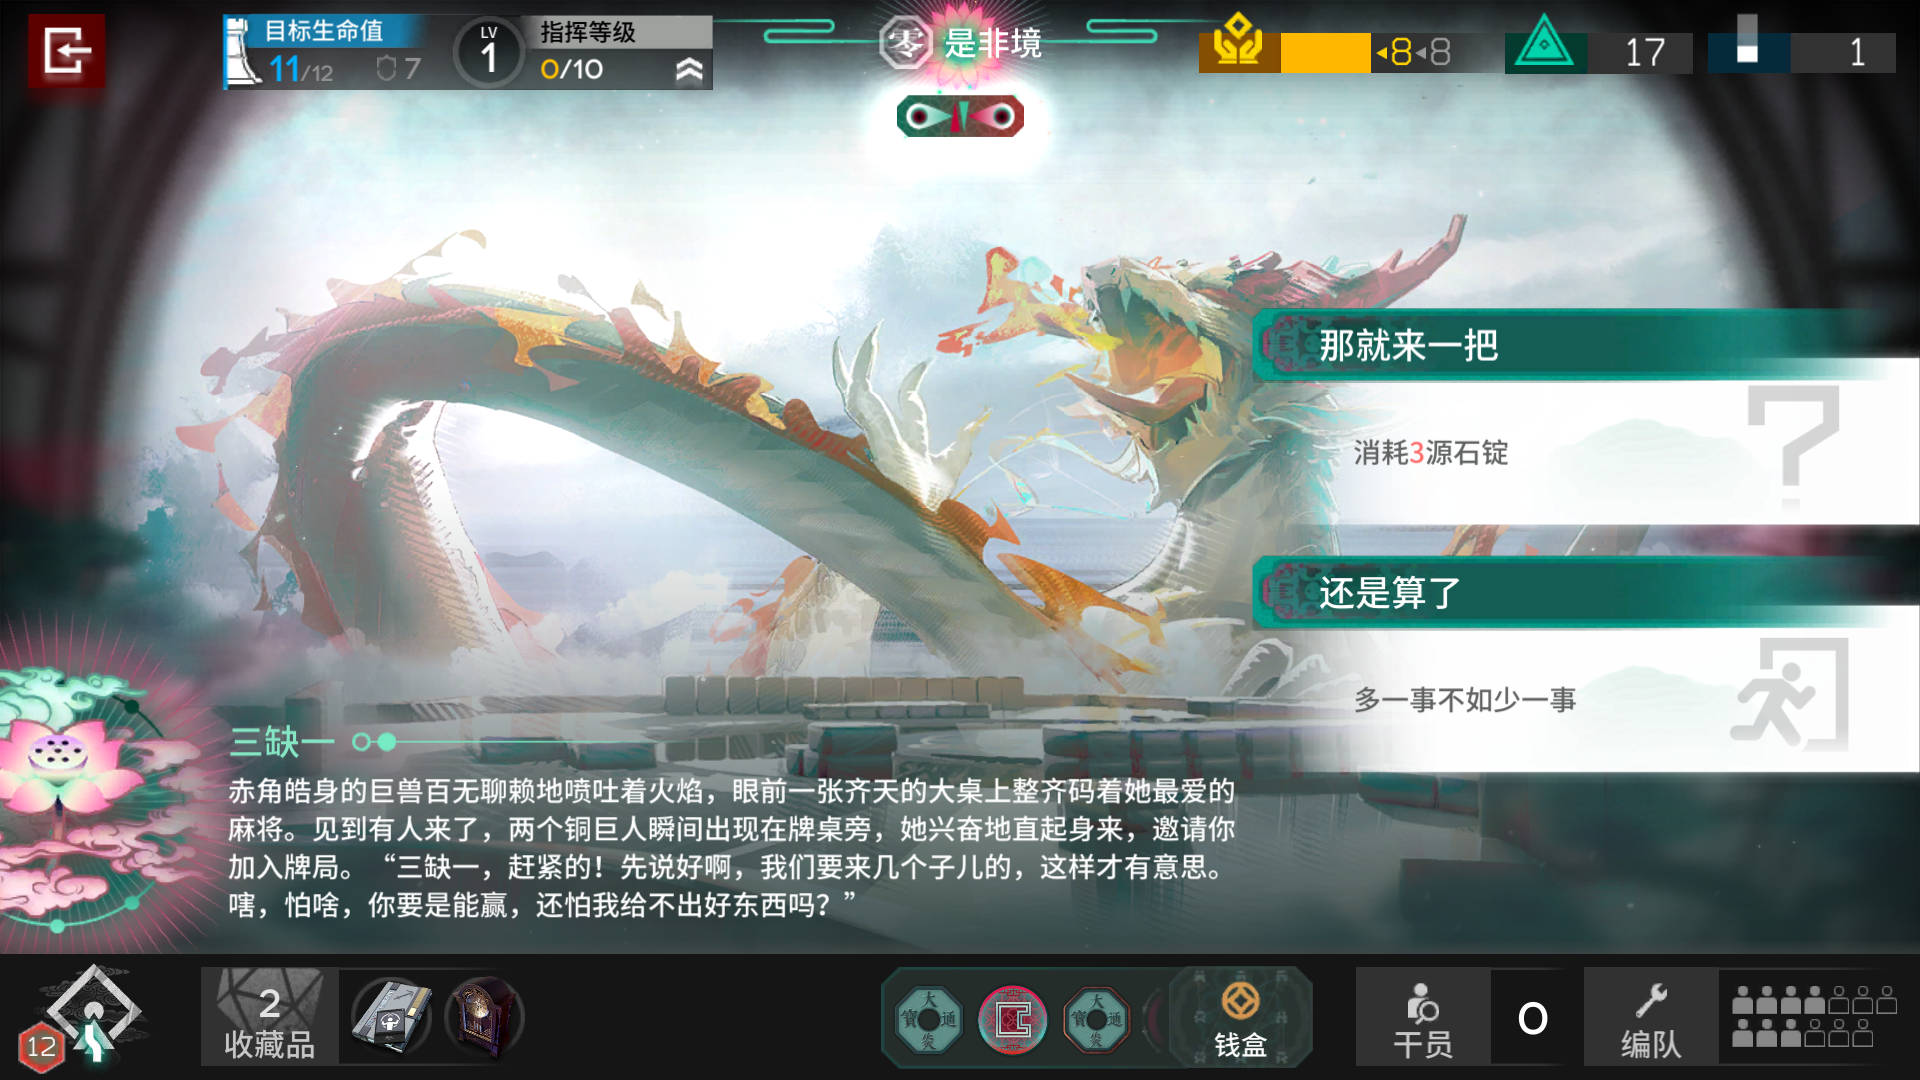 目标生命值
11/12
7
LV
1
指挥等级
0/10
零
是非境
8
8
17
1
那就来一把
消耗3源石锭
还是算了
多一事不如少一事
三缺一
赤角皓身的巨兽百无聊赖地喷吐着火焰，眼前一张齐天的大桌上整齐码着她最爱的
麻将。见到有人来了，两个铜巨人瞬间出现在牌桌旁，她兴奋地直起身来，邀请你
加入牌局。“三缺一，赶紧的！先说好啊，我们要来几个子儿的，这样才有意思。
嗐，怕啥，你要是能赢，还怕我给不出好东西吗？”
12
2
收藏品
大
寶
通
炎
大
寶
通
炎
钱盒
干员
0
编队